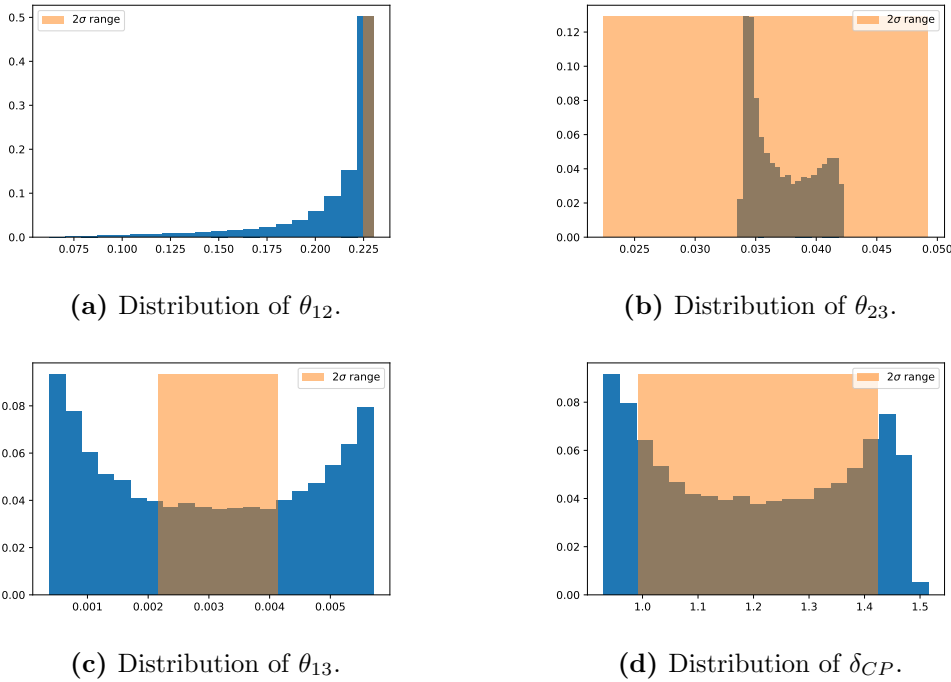 2σ range
0.5
0.4
0.3
0.2
0.1
0.0
0.075 0.100 0.125 0.150 0.175 0.200 0.225
(a) Distribution of θ12.
2σ range
0.12
0.10
0.08
0.06
0.04
0.02
0.00
0.025 0.030 0.035 0.040 0.045 0.050
(b) Distribution of θ23.
2σ range
0.08
0.06
0.04
0.02
0.00
0.001 0.002 0.003 0.004 0.005
(c) Distribution of θ13.
2σ range
0.08
0.06
0.04
0.02
0.00
1.0 1.1 1.2 1.3 1.4 1.5
(d) Distribution of δCP.